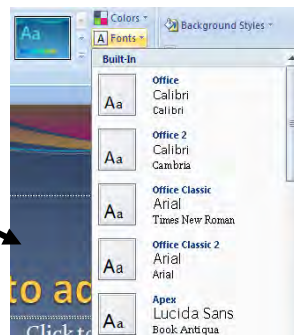 Aa
Colors
Background Styles
A Fonts
Built-In
Aa
Office
Calibri
Calibri
Aa
Office 2
Calibri
Cambria
Aa
Office Classic
Arial
Times New Roman
Aa
Office Classic 2
Arial
Arial
Aa
Apex
Lucida Sans
Book Antiqua
to ad
Click to